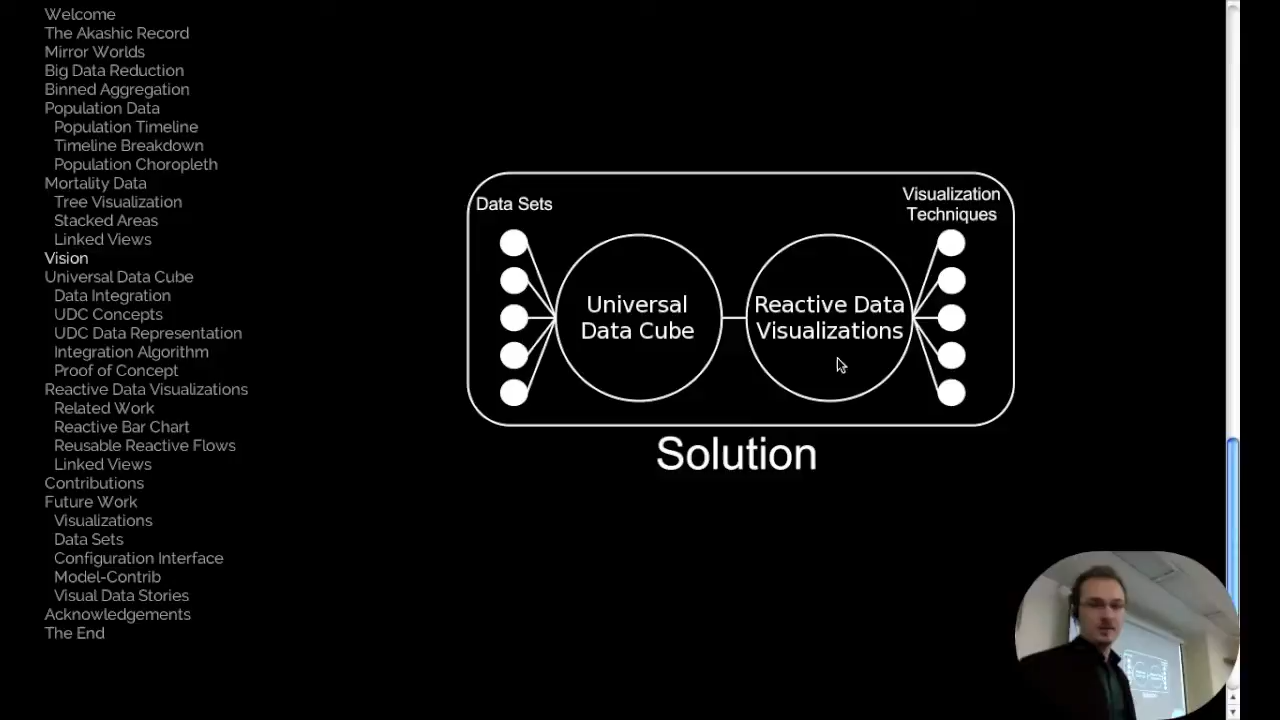 Welcome
The Akashic Record
Mirror Worlds
Big Data Reduction
Binned Aggregation
Population Data
Population Timeline
Timeline Breakdown
Population Choropleth
Mortality Data
Tree Visualization
Stacked Areas
Linked Views
Vision
Universal Data Cube
Data Integration
UDC Concepts
UDC Data Representation
Integration Algorithm
Proof of Concept
Reactive Data Visualizations
Related Work
Reactive Bar Chart
Reusable Reactive Flows
Linked Views
Contributions
Future Work
Visualizations
Data Sets
Configuration Interface
Model-Contrib
Visual Data Stories
Acknowledgements
The End
Data Sets
Visualization
Techniques
Universal
Data Cube
Reactive Data
Visualizations
Solution